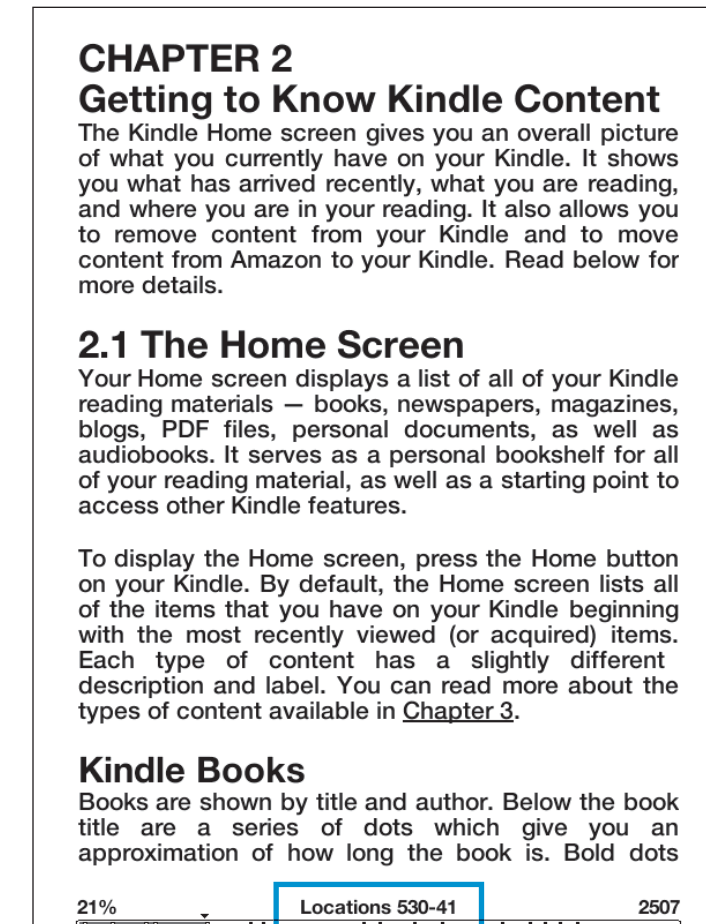 CHAPTER 2
Getting to Know Kindle Content
The Kindle Home screen gives you an overall picture
of what you currently have on your Kindle. It shows
you what has arrived recently, what you are reading,
and where you are in your reading. It also allows you
to remove content from your Kindle and to move
content from Amazon to your Kindle. Read below for
more details.
2.1 The Home Screen
Your Home screen displays a list of all of your Kindle
reading materials — books, newspapers, magazines,
blogs, PDF files, personal documents, as well as
audiobooks. It serves as a personal bookshelf for all
of your reading material, as well as a starting point to
access other Kindle features.
To display the Home screen, press the Home button
on your Kindle. By default, the Home screen lists all
of the items that you have on your Kindle beginning
with the most recently viewed (or acquired) items.
Each type of content has a slightly different
description and label. You can read more about the
types of content available in Chapter 3.
Kindle Books
Books are shown by title and author. Below the book
title are a series of dots which give you an
approximation of how long the book is. Bold dots
21% Locations 530-41 2507